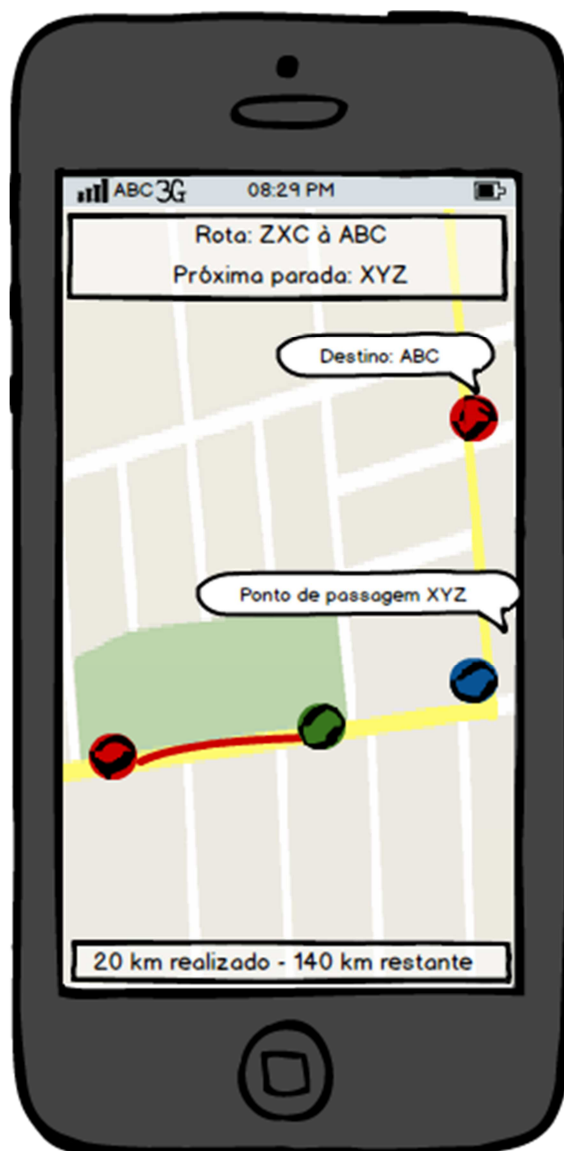 ABC 3G 08:29 PM
Rota: ZXC à ABC
Próxima parada: XYZ
Destino: ABC
Ponto de passagem XYZ
20 km realizado - 140 km restante